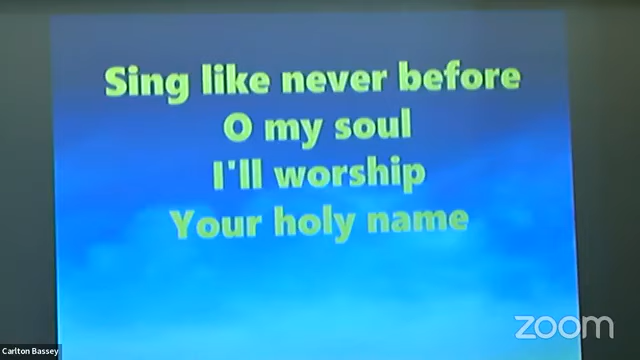 Sing like never before
O my soul
I'll worship
Your holy name
zoom
Carlton Bassey